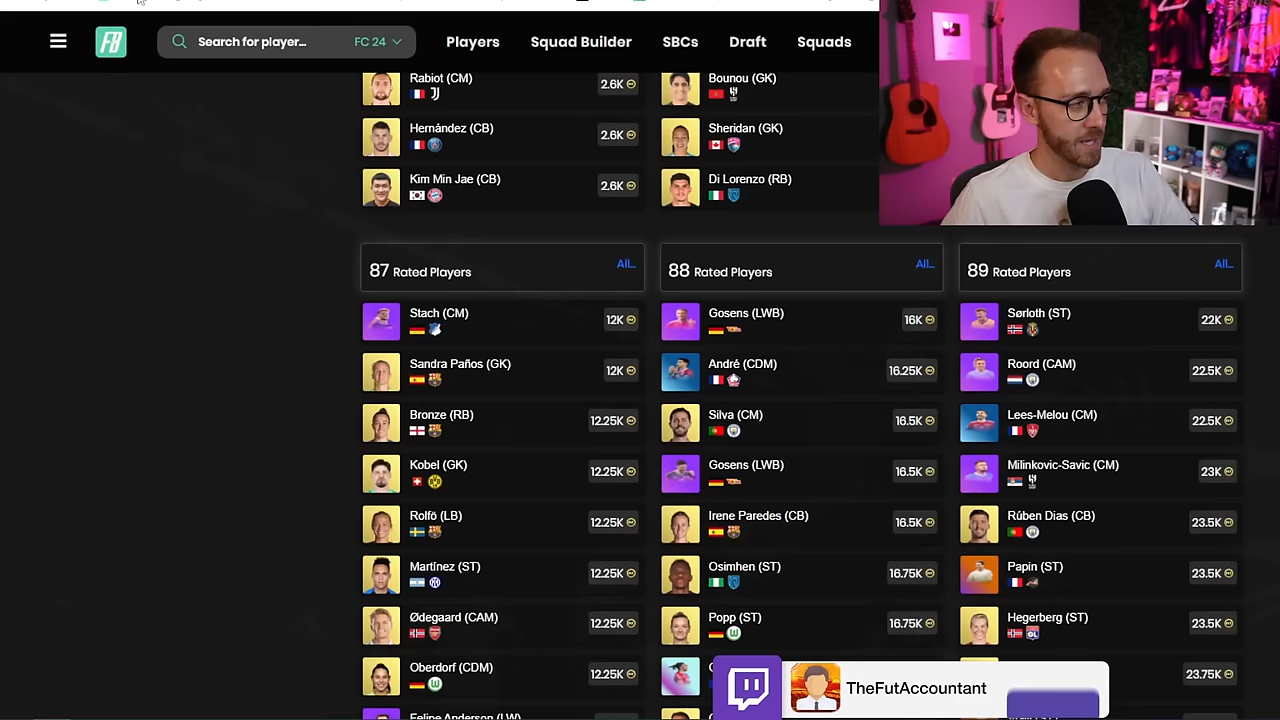 FB
Search for player...
FC 24
Players
Squad Builder
SBCs
Draft
Squads
Rabiot (CM)
2.6K
Bounou (GK)
Hernández (CB)
2.6K
Sheridan (GK)
Kim Min Jae (CB)
2.6K
Di Lorenzo (RB)
87 Rated Players
All...
88 Rated Players
All...
89 Rated Players
All...
Stach (CM)
12K
Gosens (LWB)
16K
Sørloth (ST)
22K
Sandra Paños (GK)
12K
André (CDM)
16.25K
Roord (CAM)
22.5K
Bronze (RB)
12.25K
Silva (CM)
16.5K
Lees-Melou (CM)
22.5K
Kobel (GK)
12.25K
Gosens (LWB)
16.5K
Milinkovic-Savic (CM)
23K
Rolfö (LB)
12.25K
Irene Paredes (CB)
16.5K
Rúben Dias (CB)
23.5K
Martínez (ST)
12.25K
Osimhen (ST)
16.75K
Papin (ST)
23.5K
Ødegaard (CAM)
12.25K
Popp (ST)
16.75K
Hegerberg (ST)
23.5K
Oberdorf (CDM)
12.25K
23.75K
TheFutAccountant
Felipe Anderson (LW)